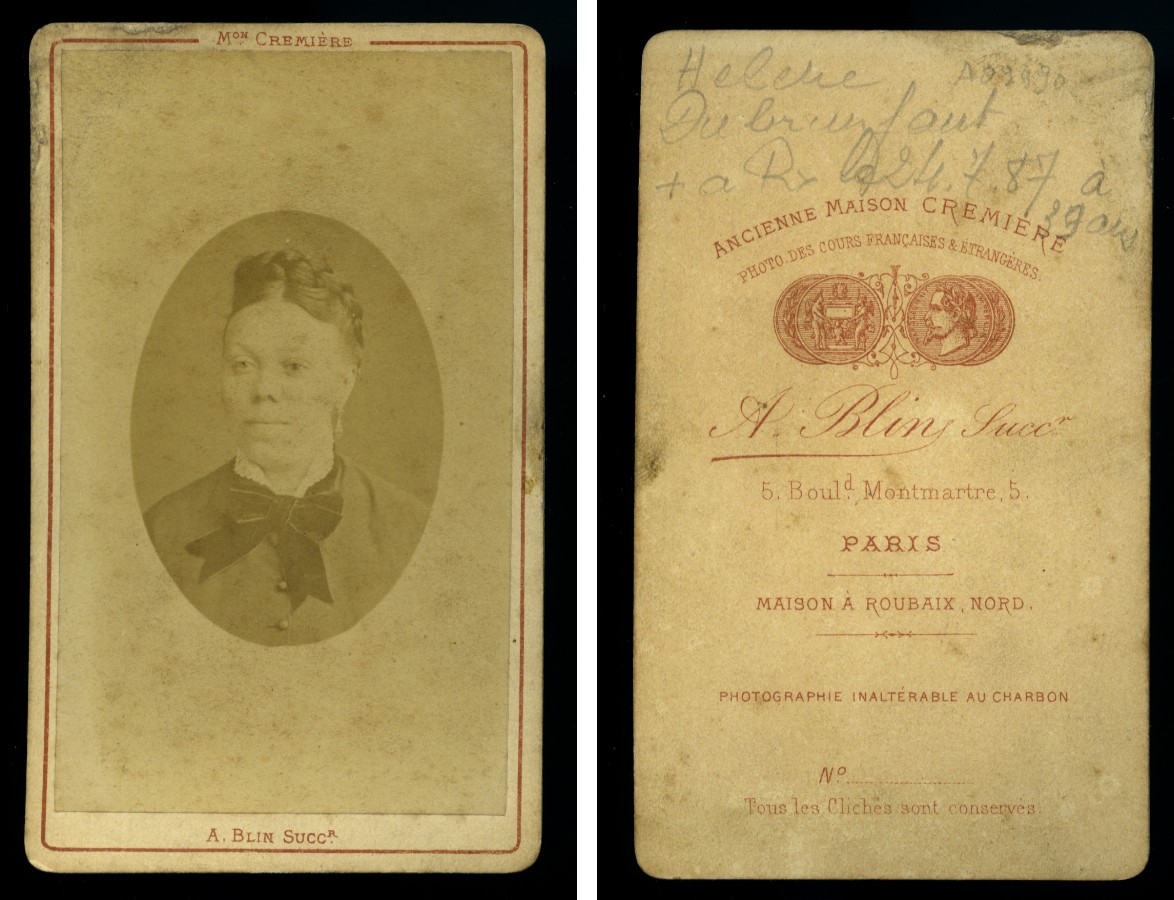 Mᴼᴺ CREMIÈRE
A. BLIN SUCCᴿ.
Helene
A03090
Dubrunfaut
+ a Rx le 24.7.87 à
39 ans
ANCIENNE MAISON CREMIÈRE
PHOTO. DES COURS FRANÇAISES & ÉTRANGÈRES.
A. Blin, Succʳ
5. Boulᵈ. Montmartre, 5.
PARIS
MAISON À ROUBAIX, NORD.
PHOTOGRAPHIE INALTÉRABLE AU CHARBON
Nº
Tous les Clichés sont conservés.